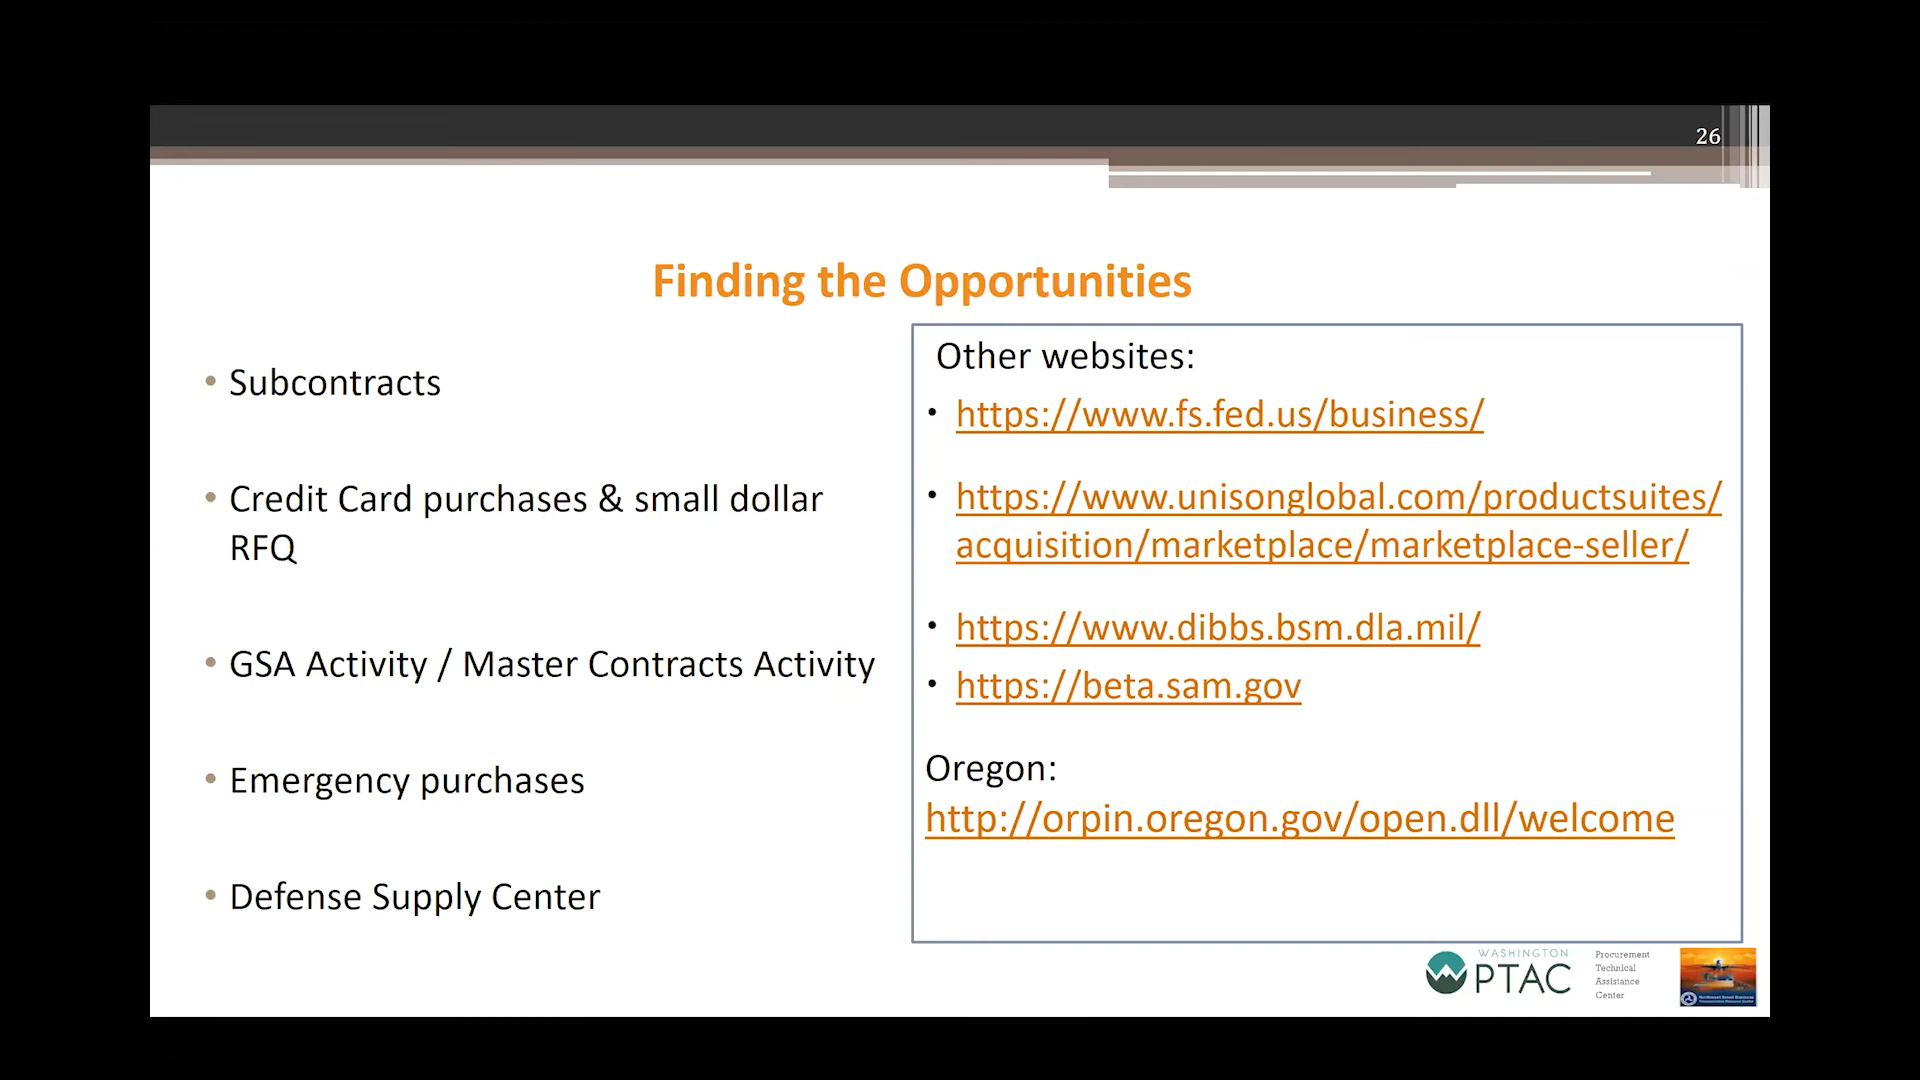 26
Finding the Opportunities
• Subcontracts
• Credit Card purchases & small dollar
RFQ
• GSA Activity / Master Contracts Activity
• Emergency purchases
• Defense Supply Center
Other websites:
• https://www.fs.fed.us/business/
• https://www.unisonglobal.com/productsuites/
acquisition/marketplace/marketplace-seller/
• https://www.dibbs.bsm.dla.mil/
• https://beta.sam.gov
Oregon:
http://orpin.oregon.gov/open.dll/welcome
WASHINGTON
PTAC
Procurement
Technical
Assistance
Center